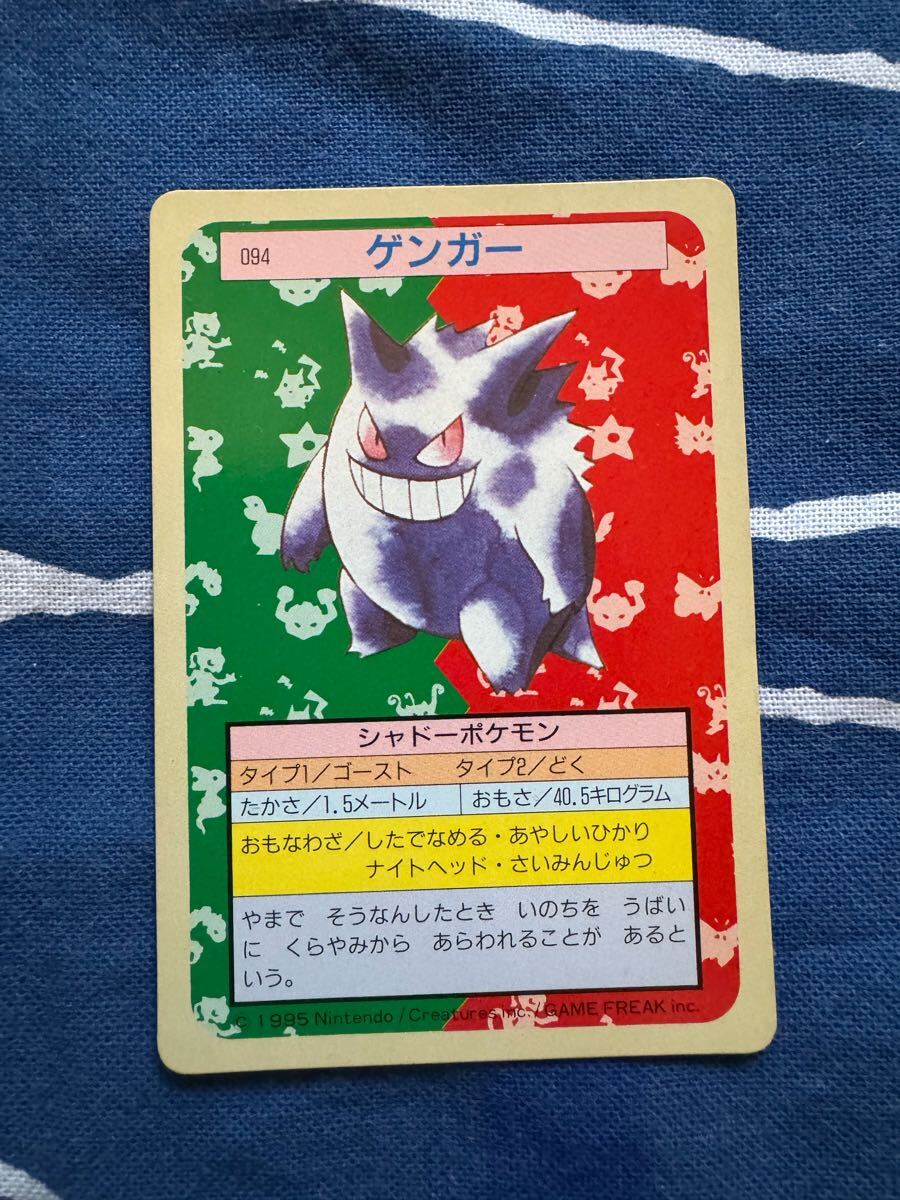 094 ゲンガー
シャドーポケモン
タイプ1/ゴースト タイプ2/どく
たかさ/1.5メートル おもさ/40.5キログラム
おもなわざ/したでなめる・あやしいひかり
ナイトヘッド・さいみんじゅつ
やまで そうなんしたとき いのちを うばい
に くらやみから あらわれることが あると
いう。
© 1995 Nintendo / Creatures inc. / GAME FREAK inc.